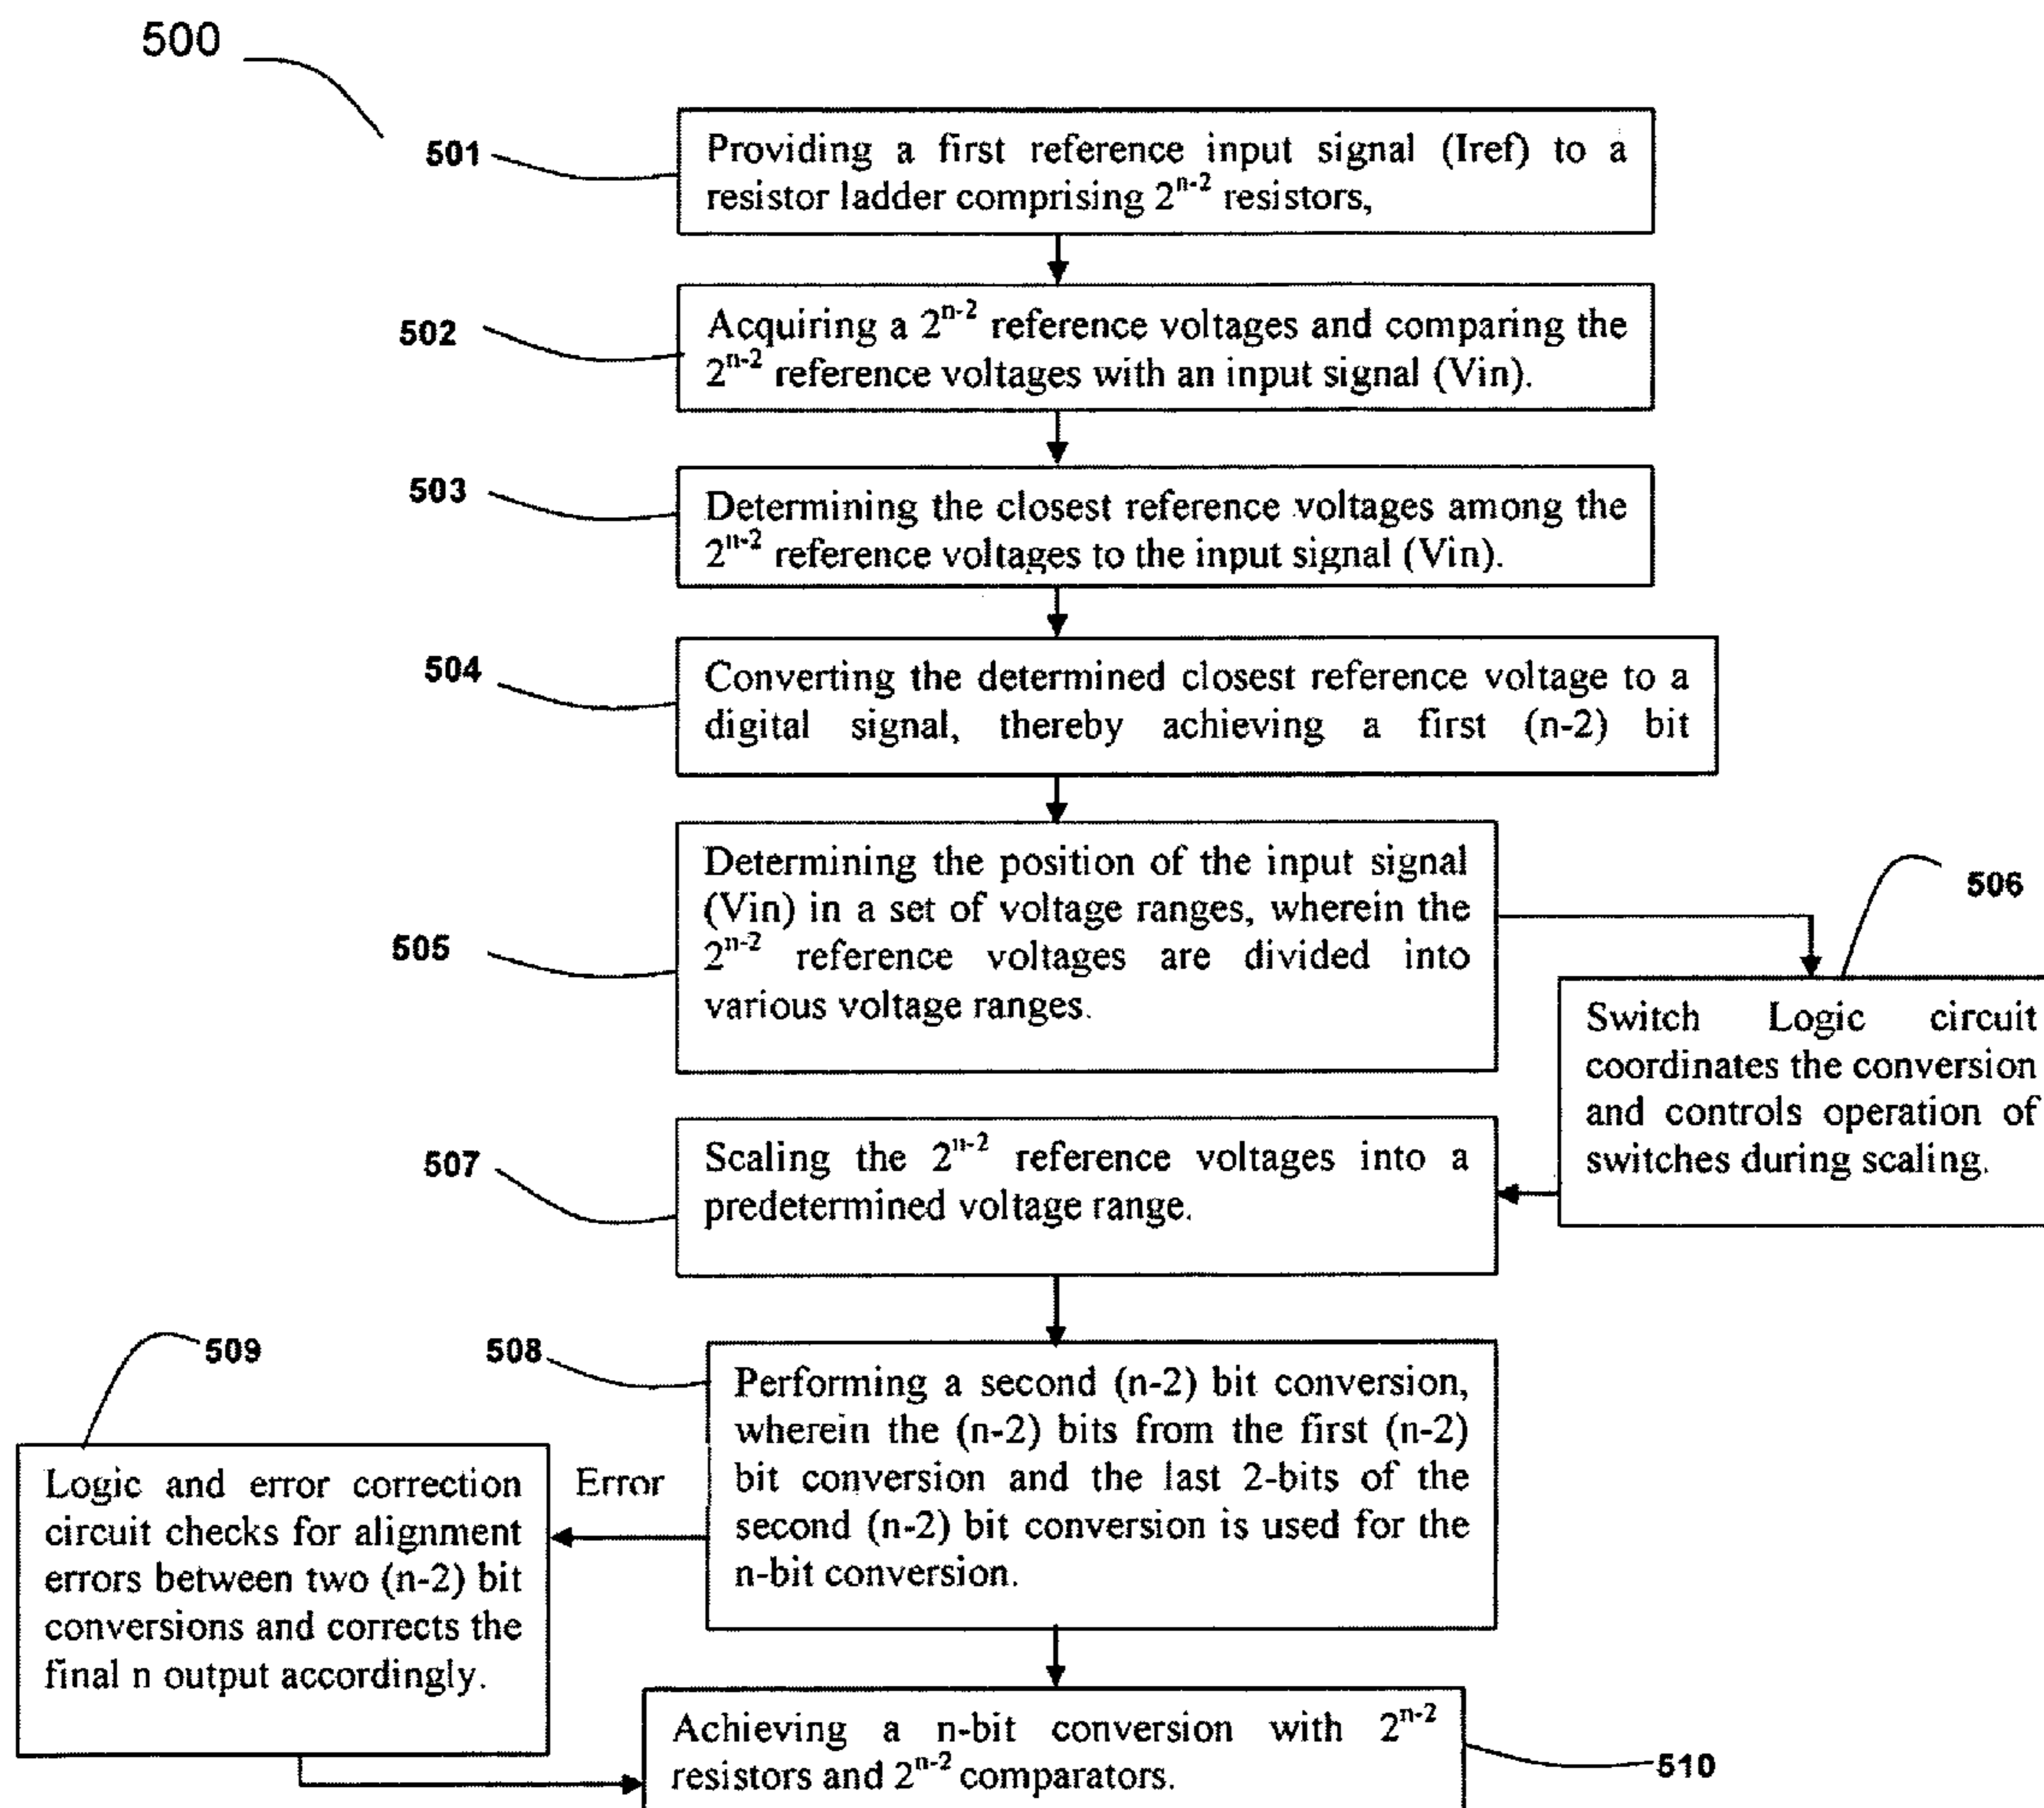 500
501
Providing a first reference input signal (Iref) to a
resistor ladder comprising 2ⁿ⁻² resistors,
502
Acquiring a 2ⁿ⁻² reference voltages and comparing the
2ⁿ⁻² reference voltages with an input signal (Vin).
503
Determining the closest reference voltages among the
2ⁿ⁻² reference voltages to the input signal (Vin).
504
Converting the determined closest reference voltage to a
digital signal, thereby achieving a first (n-2) bit
505
Determining the position of the input signal
(Vin) in a set of voltage ranges, wherein the
2ⁿ⁻² reference voltages are divided into
various voltage ranges.
506
Switch Logic circuit
coordinates the conversion
and controls operation of
switches during scaling.
507
Scaling the 2ⁿ⁻² reference voltages into a
predetermined voltage range.
508
Performing a second (n-2) bit conversion,
wherein the (n-2) bits from the first (n-2)
bit conversion and the last 2-bits of the
second (n-2) bit conversion is used for the
n-bit conversion.
Error
509
Logic and error correction
circuit checks for alignment
errors between two (n-2) bit
conversions and corrects the
final n output accordingly.
Achieving a n-bit conversion with 2ⁿ⁻²
resistors and 2ⁿ⁻² comparators.
510